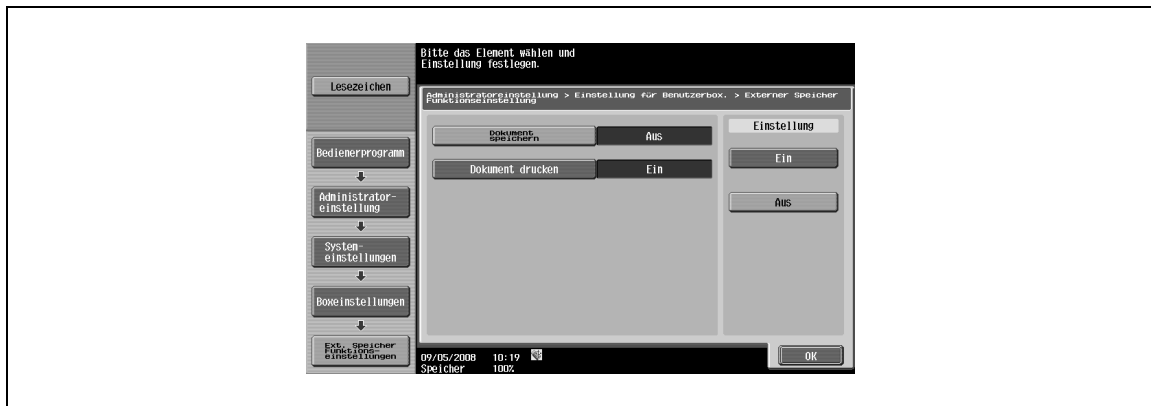 Bitte das Element wählen und
Einstellung festlegen.
Lesezeichen
Administratoreinstellung > Einstellung für Benutzerbox. > Externer Speicher
Funktionseinstellung
Bedienerprogramm
Administrator-
einstellung
System-
einstellungen
Boxeinstellungen
Ext. Speicher
Funktions-
einstellungen
Dokument
speichern
Aus
Dokument drucken
Ein
Einstellung
Ein
Aus
09/05/2008 10:19
Speicher 100%
OK